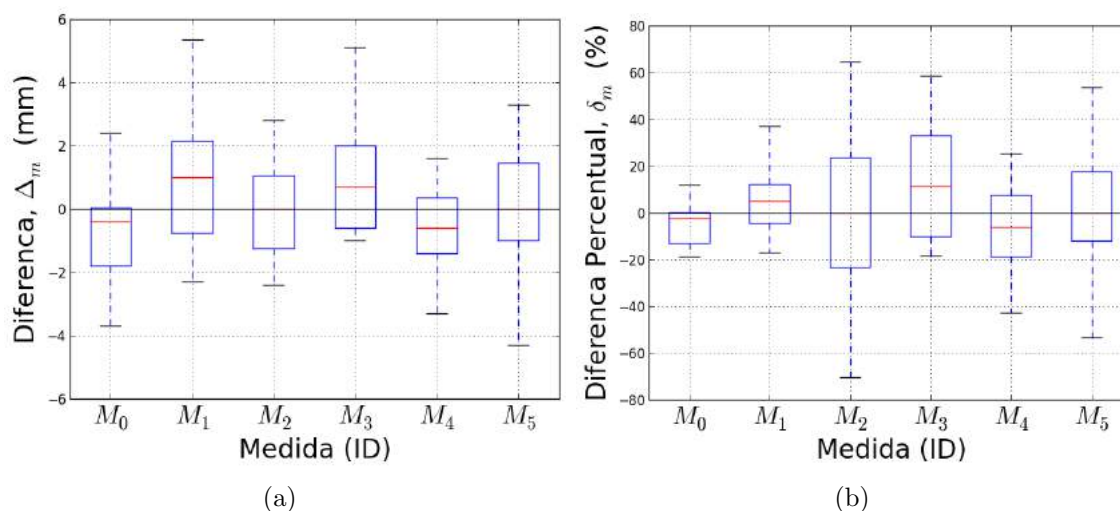 Diferenca, Δm (mm)
6
4
2
0
−2
−4
−6
M0 M1 M2 M3 M4 M5
Medida (ID)
(a)
Diferenca Percentual, δm (%)
80
60
40
20
0
−20
−40
−60
−80
M0 M1 M2 M3 M4 M5
Medida (ID)
(b)